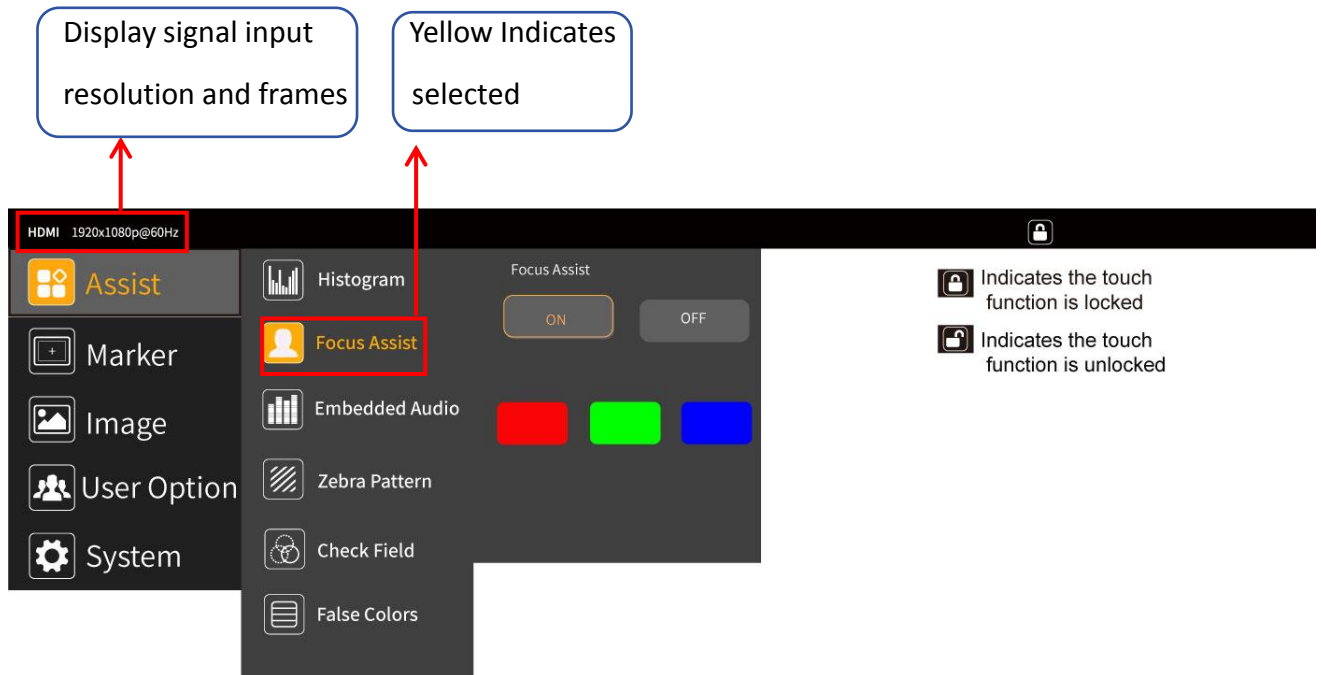 Display signal input
resolution and frames
Yellow Indicates
selected
HDMI 1920x1080p@60Hz
Assist
Marker
Image
User Option
System
Histogram
Focus Assist
Embedded Audio
Zebra Pattern
Check Field
False Colors
Focus Assist
ON OFF
Indicates the touch
function is locked
Indicates the touch
function is unlocked